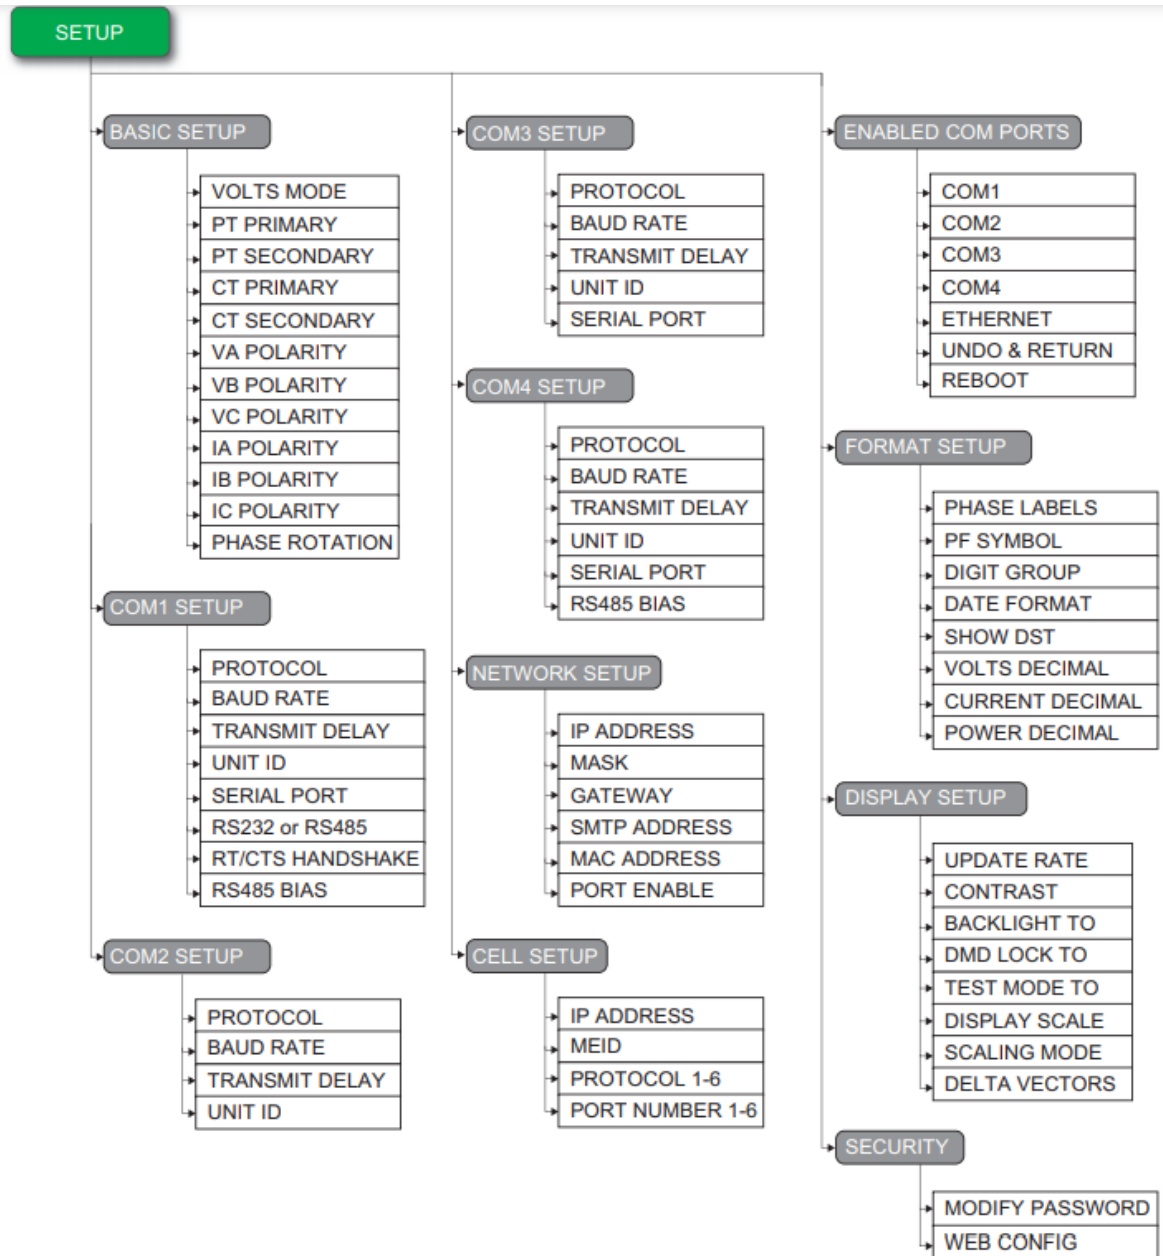 SETUP
BASIC SETUP
VOLTS MODE
PT PRIMARY
PT SECONDARY
CT PRIMARY
CT SECONDARY
VA POLARITY
VB POLARITY
VC POLARITY
IA POLARITY
IB POLARITY
IC POLARITY
PHASE ROTATION
COM1 SETUP
PROTOCOL
BAUD RATE
TRANSMIT DELAY
UNIT ID
SERIAL PORT
RS232 or RS485
RT/CTS HANDSHAKE
RS485 BIAS
COM2 SETUP
PROTOCOL
BAUD RATE
TRANSMIT DELAY
UNIT ID
COM3 SETUP
PROTOCOL
BAUD RATE
TRANSMIT DELAY
UNIT ID
SERIAL PORT
COM4 SETUP
PROTOCOL
BAUD RATE
TRANSMIT DELAY
UNIT ID
SERIAL PORT
RS485 BIAS
NETWORK SETUP
IP ADDRESS
MASK
GATEWAY
SMTP ADDRESS
MAC ADDRESS
PORT ENABLE
CELL SETUP
IP ADDRESS
MEID
PROTOCOL 1-6
PORT NUMBER 1-6
ENABLED COM PORTS
COM1
COM2
COM3
COM4
ETHERNET
UNDO & RETURN
REBOOT
FORMAT SETUP
PHASE LABELS
PF SYMBOL
DIGIT GROUP
DATE FORMAT
SHOW DST
VOLTS DECIMAL
CURRENT DECIMAL
POWER DECIMAL
DISPLAY SETUP
UPDATE RATE
CONTRAST
BACKLIGHT TO
DMD LOCK TO
TEST MODE TO
DISPLAY SCALE
SCALING MODE
DELTA VECTORS
SECURITY
MODIFY PASSWORD
WEB CONFIG